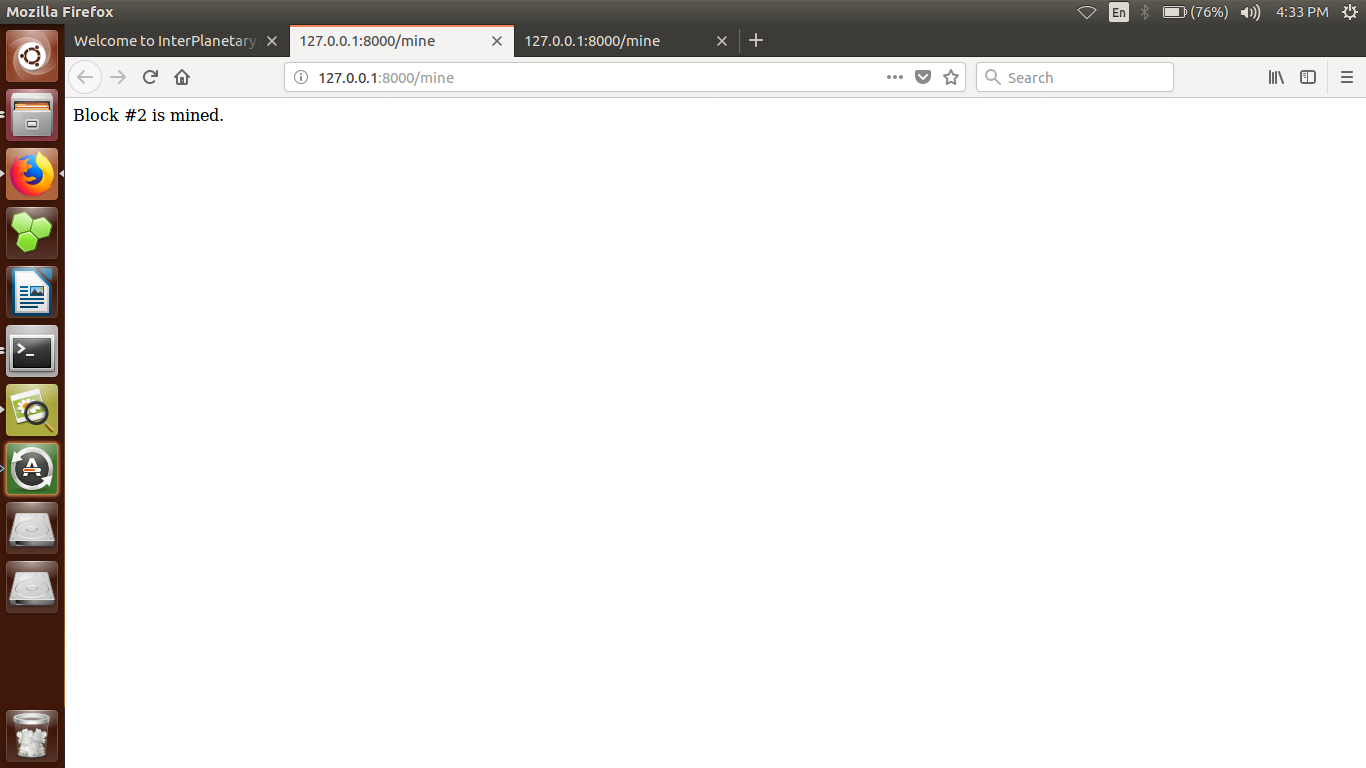 Mozilla Firefox
En
(76%)
4:33 PM
Welcome to InterPlanetary
127.0.0.1:8000/mine
127.0.0.1:8000/mine
127.0.0.1:8000/mine
Search
Block #2 is mined.